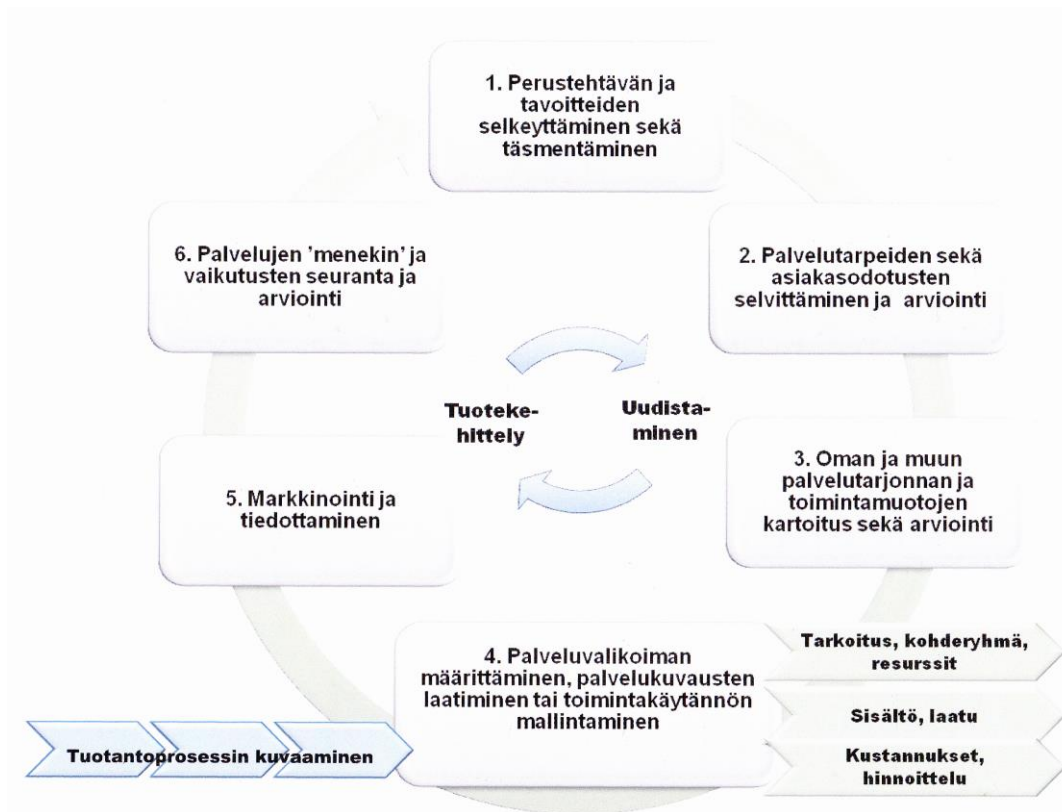 1. Perustehtävän ja
tavoitteiden
selkeyttäminen sekä
täsmentäminen
2. Palvelutarpeiden sekä
asiakasodotusten
selvittäminen ja arviointi
3. Oman ja muun
palvelutarjonnan ja
toimintamuotojen
kartoitus sekä arviointi
4. Palveluvalikoiman
määrittäminen, palvelukuvausten
laatiminen tai toimintakäytännön
mallintaminen
Tarkoitus, kohderyhmä,
resurssit
Sisältö, laatu
Kustannukset,
hinnoittelu
Tuotantoprosessin kuvaaminen
5. Markkinointi ja
tiedottaminen
6. Palvelujen ’menekin’ ja
vaikutusten seuranta ja
arviointi
Tuoteke-
hittely
Uudista-
minen